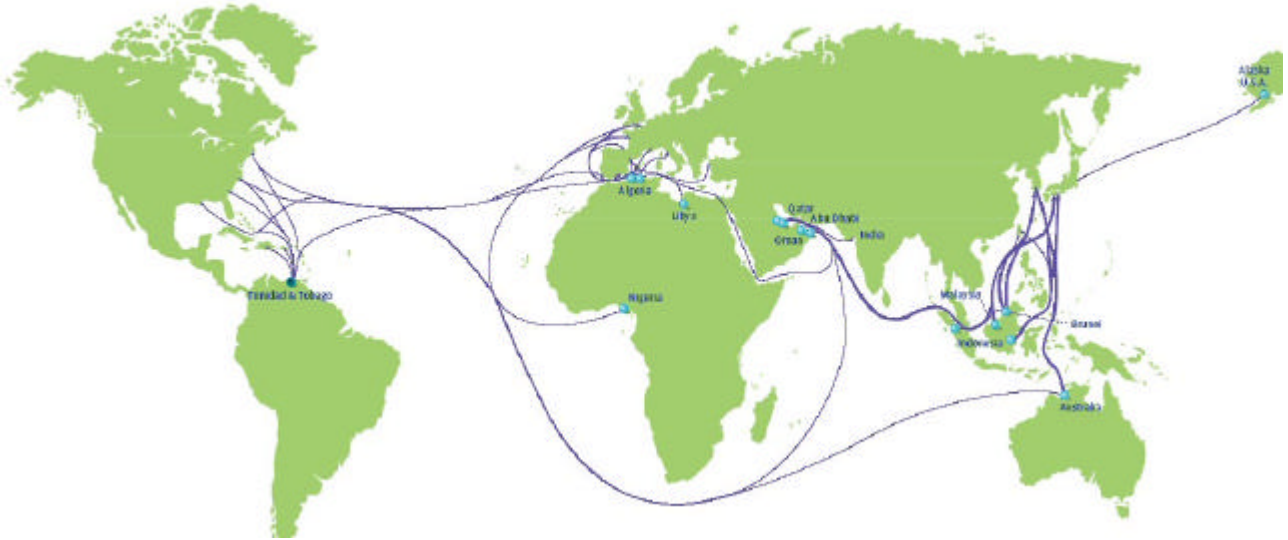 Alaska
U.S.A.
Algeria
Libya
Qatar
Abu Dhabi
Oman
India
Trinidad & Tobago
Nigeria
Malaysia
Brunei
Indonesia
Australia